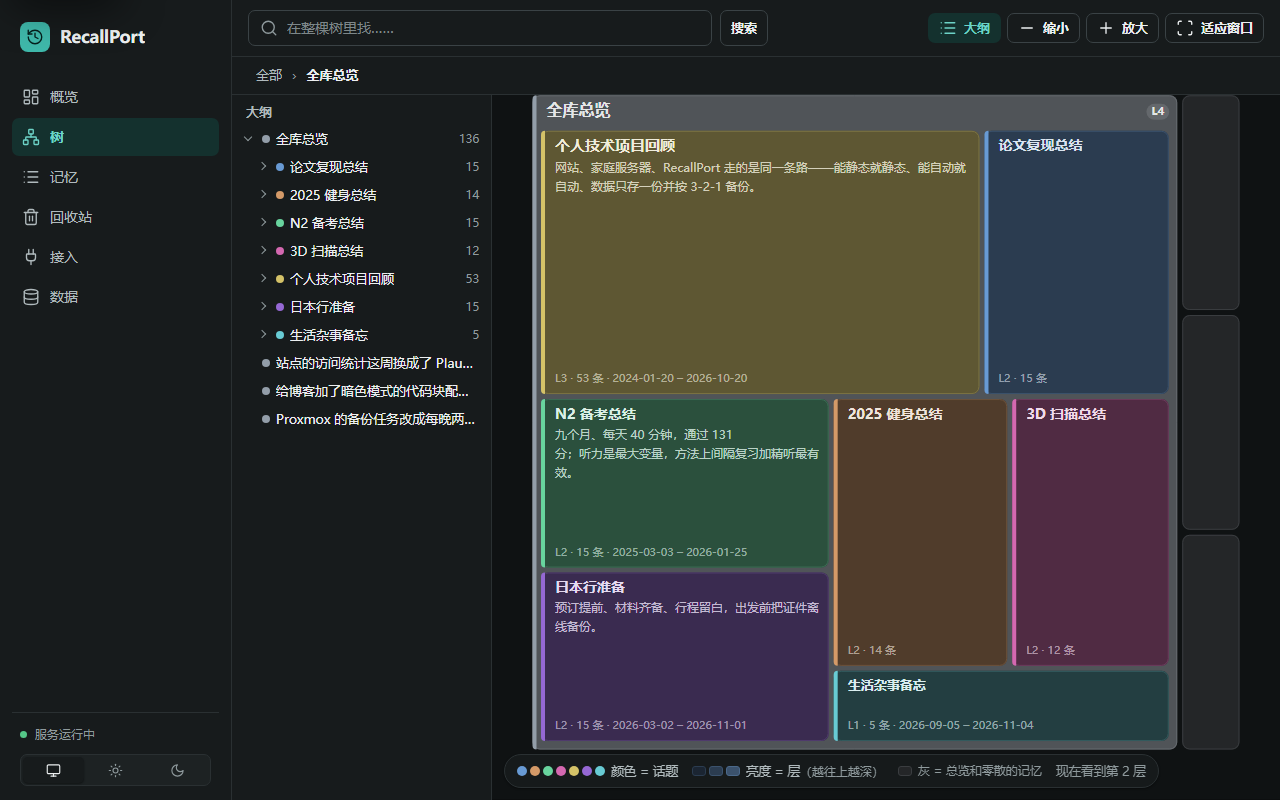 RecallPort
概览
树
记忆
回收站
接入
数据
服务运行中
在整棵树里找……
搜索
大纲
缩小
放大
适应窗口
全部 › 全库总览
大纲
全库总览 136
论文复现总结 15
2025 健身总结 14
N2 备考总结 15
3D 扫描总结 12
个人技术项目回顾 53
日本行准备 15
生活杂事备忘 5
站点的访问统计这周换成了 Plau...
给博客加了暗色模式的代码块配...
Proxmox 的备份任务改成每晚两...
全库总览 L4
个人技术项目回顾
网站、家庭服务器、RecallPort 走的是同一条路——能静态就静态、能自动就
自动、数据只存一份并按 3-2-1 备份。
L3 · 53 条 · 2024-01-20 – 2026-10-20
论文复现总结
L2 · 15 条
N2 备考总结
九个月、每天 40 分钟，通过 131
分；听力是最大变量，方法上间隔复习加精听最有
效。
L2 · 15 条 · 2025-03-03 – 2026-01-25
2025 健身总结
L2 · 14 条
3D 扫描总结
L2 · 12 条
日本行准备
预订提前、材料齐备、行程留白，出发前把证件离
线备份。
L2 · 15 条 · 2026-03-02 – 2026-11-01
生活杂事备忘
L1 · 5 条 · 2026-09-05 – 2026-11-04
颜色 = 话题 亮度 = 层（越往上越深） 灰 = 总览和零散的记忆 现在看到第 2 层